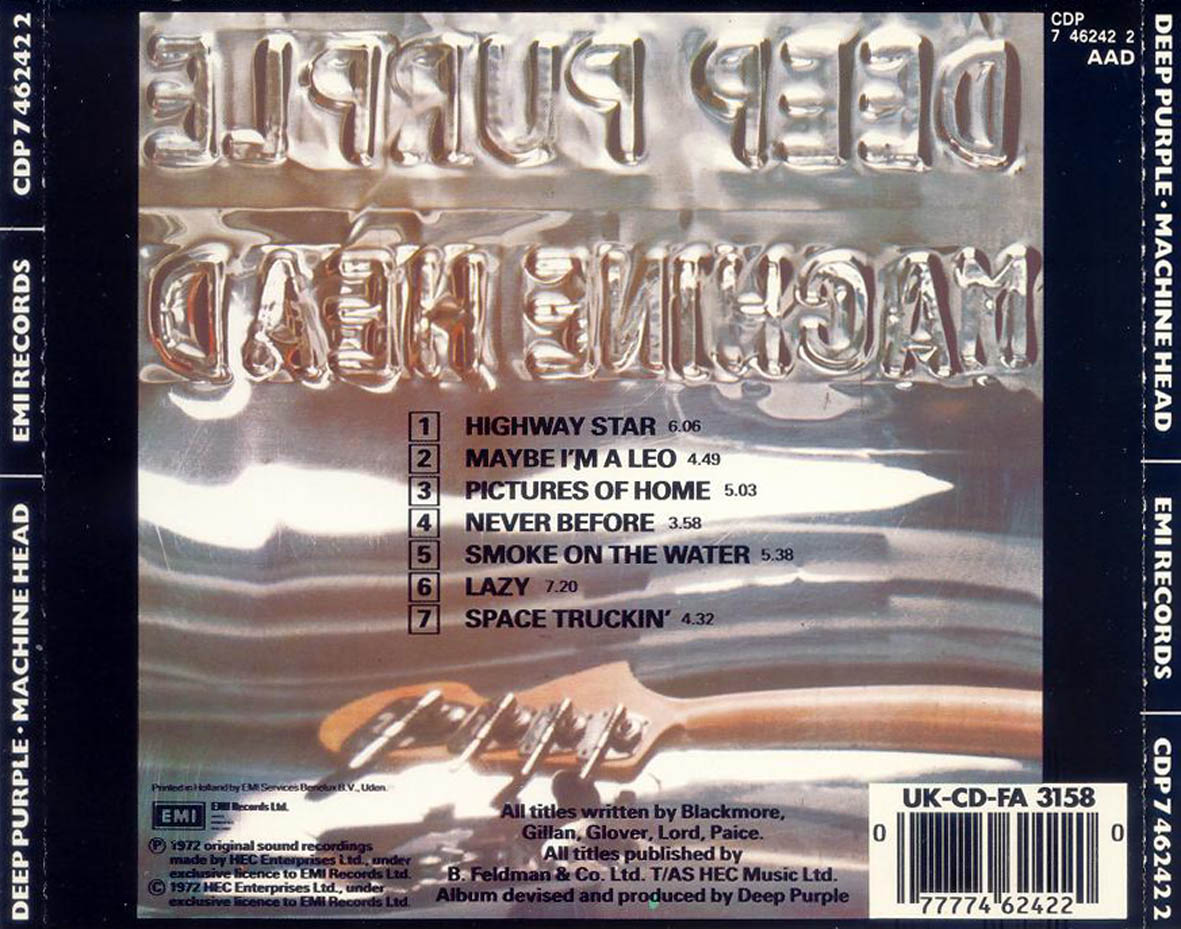 CDP
7 46242 2
AAD
DEEP PURPLE
MACHINE HEAD
1 HIGHWAY STAR 6.06
2 MAYBE I'M A LEO 4.49
3 PICTURES OF HOME 5.03
4 NEVER BEFORE 3.58
5 SMOKE ON THE WATER 5.38
6 LAZY 7.20
7 SPACE TRUCKIN' 4.32
Printed in Holland by EMI Services Benelux B.V., Uden.
EMI EMI Records Ltd.
℗ 1972 original sound recordings
made by HEC Enterprises Ltd., under
exclusive licence to EMI Records Ltd.
© 1972 HEC Enterprises Ltd., under
exclusive licence to EMI Records Ltd.
All titles written by Blackmore,
Gillan, Glover, Lord, Paice.
All titles published by
B. Feldman & Co. Ltd. T/AS HEC Music Ltd.
Album devised and produced by Deep Purple
UK-CD-FA 3158
0 77774 62422 0
DEEP PURPLE • MACHINE HEAD EMI RECORDS CDP 7 46242 2
DEEP PURPLE • MACHINE HEAD EMI RECORDS CDP 7 46242 2